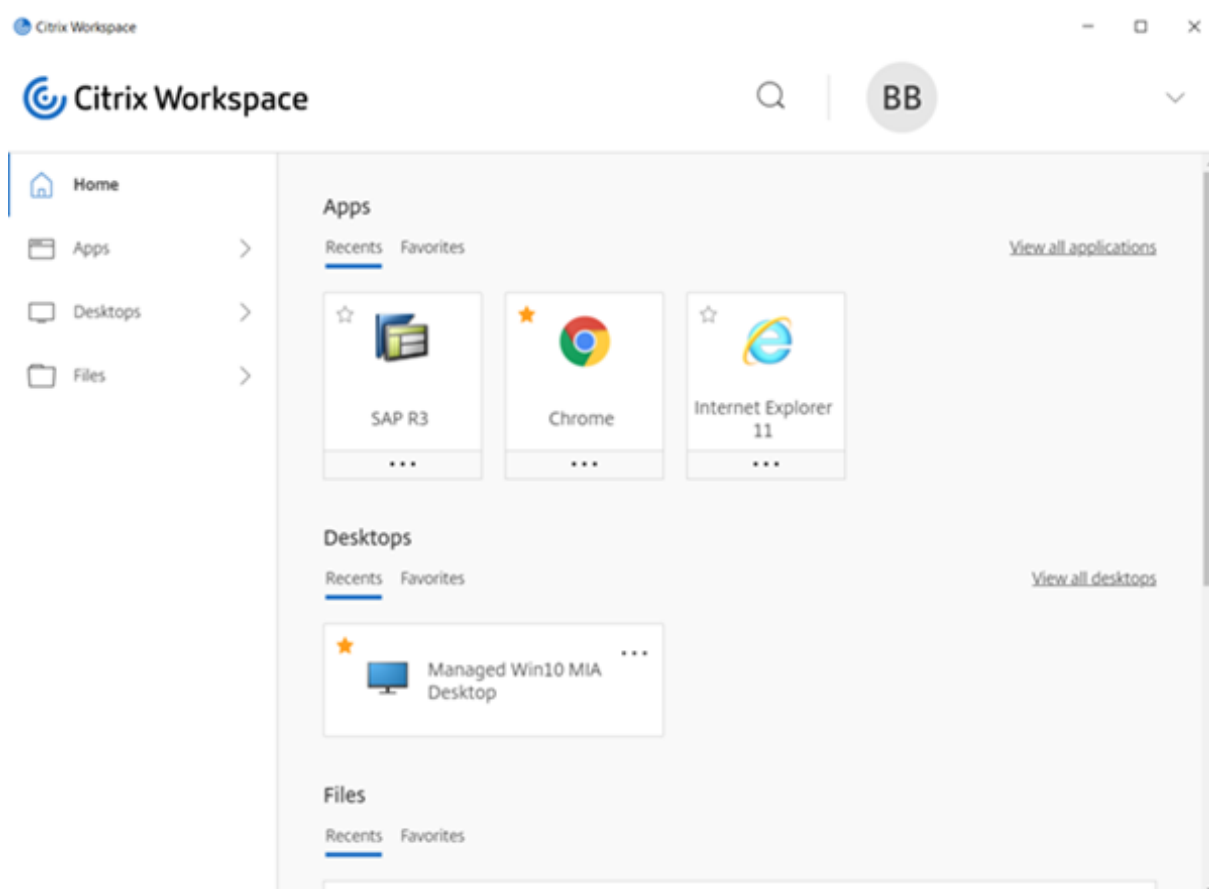 Citrix Workspace
Citrix Workspace
BB
Home
Apps
Desktops
Files
Apps
Recents Favorites View all applications
SAP R3
Chrome
Internet Explorer
11
Desktops
Recents Favorites View all desktops
Managed Win10 MIA
Desktop
Files
Recents Favorites